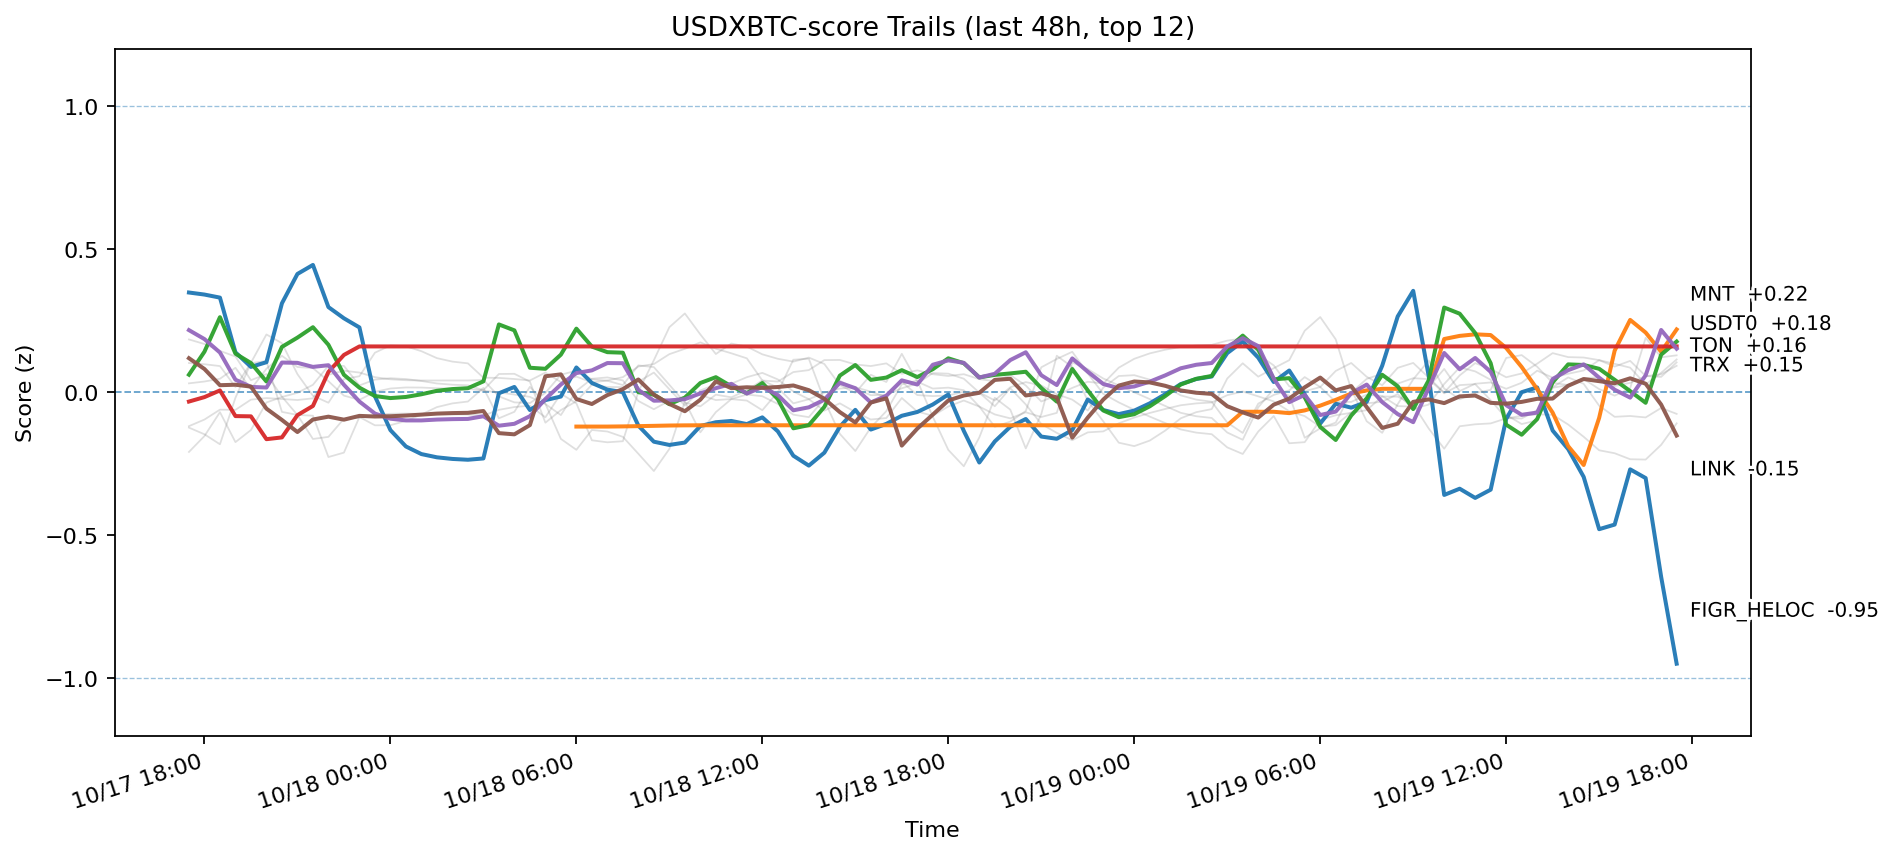 USDXBTC-score Trails (last 48h, top 12)
Score (z)
1.0
0.5
0.0
−0.5
−1.0
MNT +0.22
USDT0 +0.18
TON +0.16
TRX +0.15
LINK -0.15
FIGR_HELOC -0.95
10/17 18:00
10/18 00:00
10/18 06:00
10/18 12:00
10/18 18:00
10/19 00:00
10/19 06:00
10/19 12:00
10/19 18:00
Time